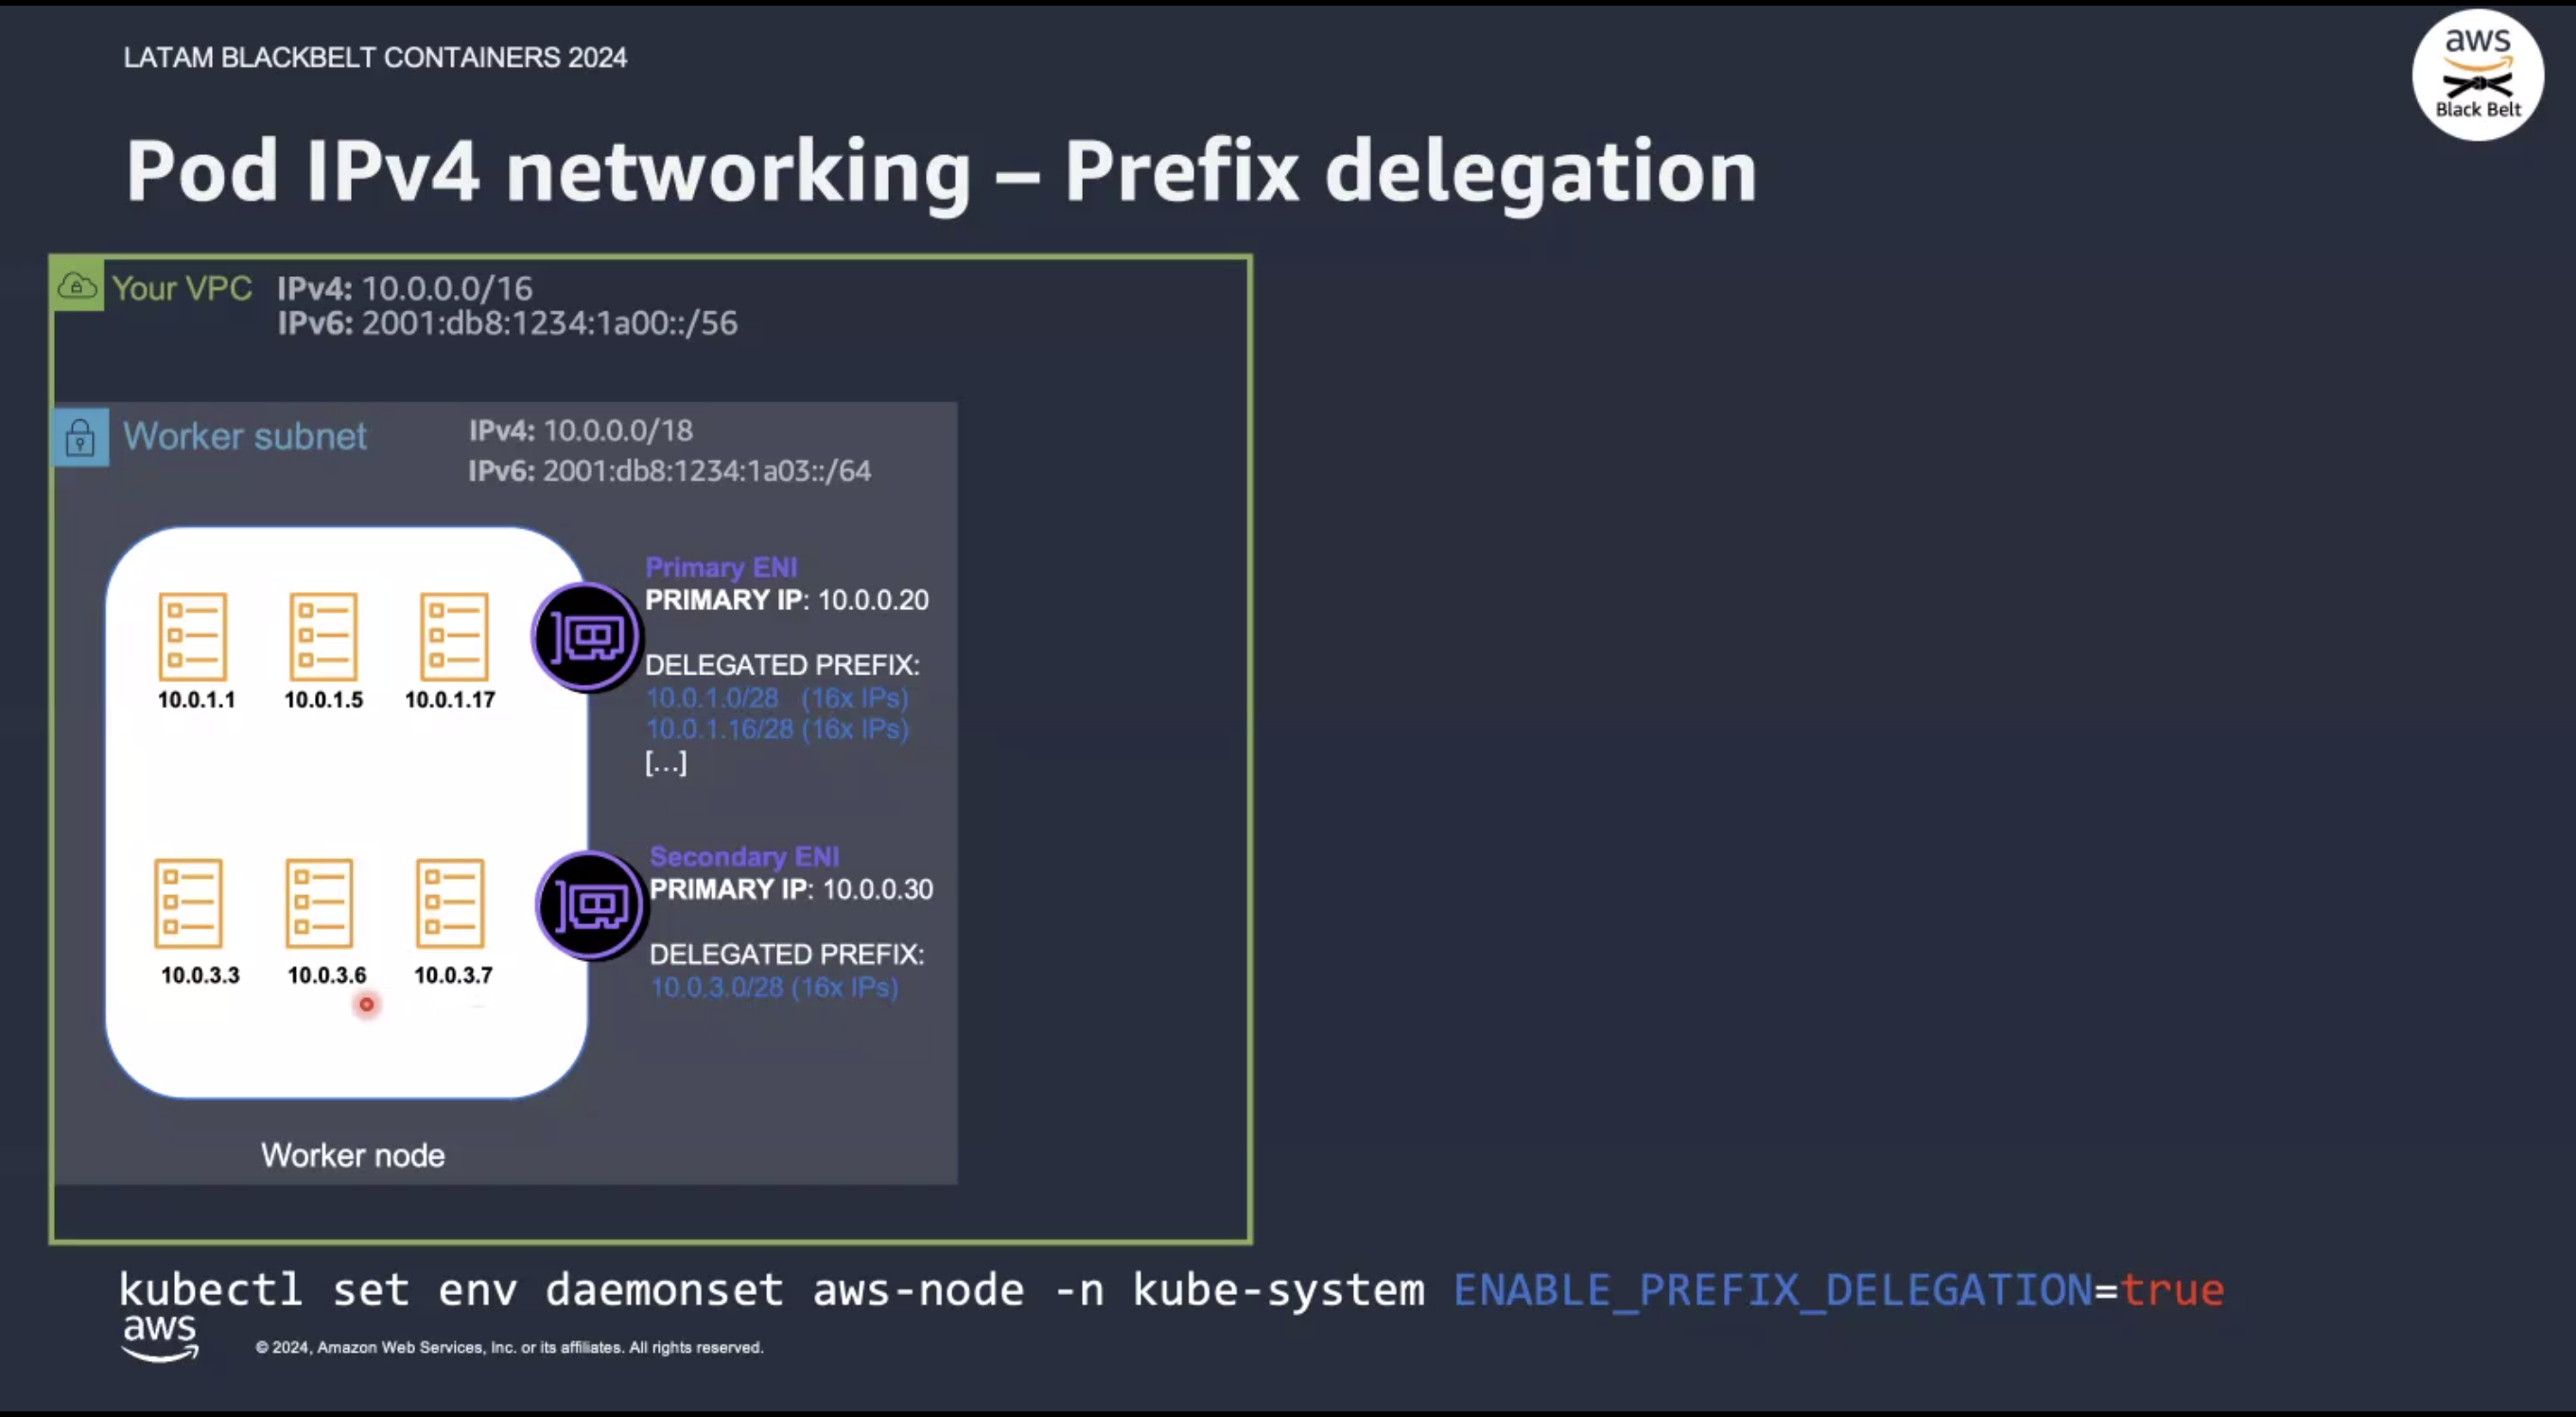 LATAM BLACKBELT CONTAINERS 2024
aws
Black Belt
Pod IPv4 networking – Prefix delegation
Your VPC IPv4: 10.0.0.0/16
IPv6: 2001:db8:1234:1a00::/56
Worker subnet IPv4: 10.0.0.0/18
IPv6: 2001:db8:1234:1a03::/64
10.0.1.1 10.0.1.5 10.0.1.17
Primary ENI
PRIMARY IP: 10.0.0.20
DELEGATED PREFIX:
10.0.1.0/28 (16x IPs)
10.0.1.16/28 (16x IPs)
[...]
10.0.3.3 10.0.3.6 10.0.3.7
Secondary ENI
PRIMARY IP: 10.0.0.30
DELEGATED PREFIX:
10.0.3.0/28 (16x IPs)
Worker node
kubectl set env daemonset aws-node -n kube-system ENABLE_PREFIX_DELEGATION=true
aws
© 2024, Amazon Web Services, Inc. or its affiliates. All rights reserved.